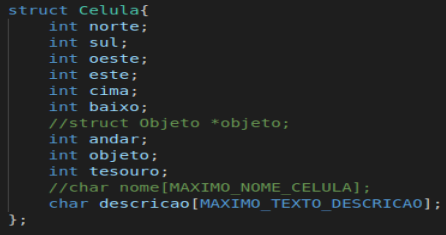 struct Celula{
    int norte;
    int sul;
    int oeste;
    int este;
    int cima;
    int baixo;
    //struct Objeto *objeto;
    int andar;
    int objeto;
    int tesouro;
    //char nome[MAXIMO_NOME_CELULA];
    char descricao[MAXIMO_TEXTO_DESCRICAO];
};